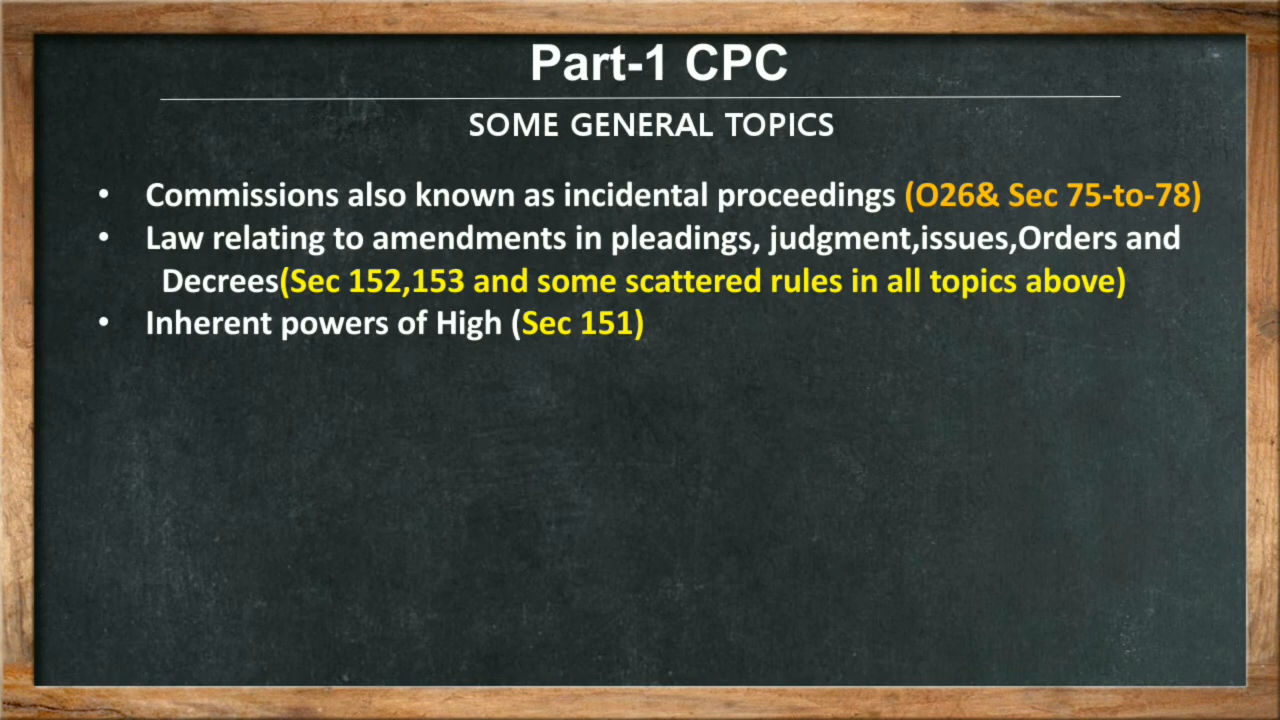 Part-1 CPC
SOME GENERAL TOPICS
• Commissions also known as incidental proceedings (O26& Sec 75-to-78)
• Law relating to amendments in pleadings, judgment,issues,Orders and
Decrees(Sec 152,153 and some scattered rules in all topics above)
• Inherent powers of High (Sec 151)